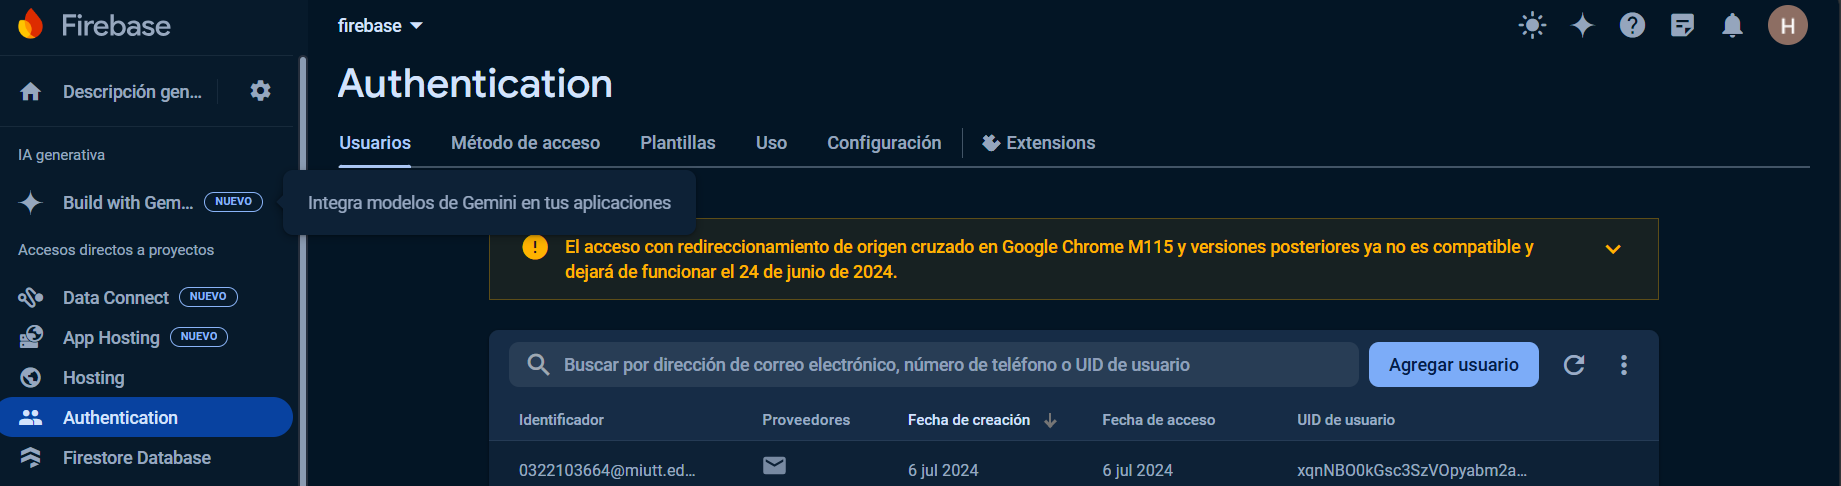 Firebase
firebase
H
Descripción gen...
Authentication
Usuarios
Método de acceso
Plantillas
Uso
Configuración
Extensions
IA generativa
Build with Gem...
NUEVO
Integra modelos de Gemini en tus aplicaciones
Accesos directos a proyectos
Data Connect
NUEVO
App Hosting
NUEVO
Hosting
Authentication
Firestore Database
El acceso con redireccionamiento de origen cruzado en Google Chrome M115 y versiones posteriores ya no es compatible y
dejará de funcionar el 24 de junio de 2024.
Buscar por dirección de correo electrónico, número de teléfono o UID de usuario
Agregar usuario
Identificador
Proveedores
Fecha de creación
Fecha de acceso
UID de usuario
0322103664@miutt.ed...
6 jul 2024
6 jul 2024
xqnNBO0kGsc3SzVOpyabm2a...